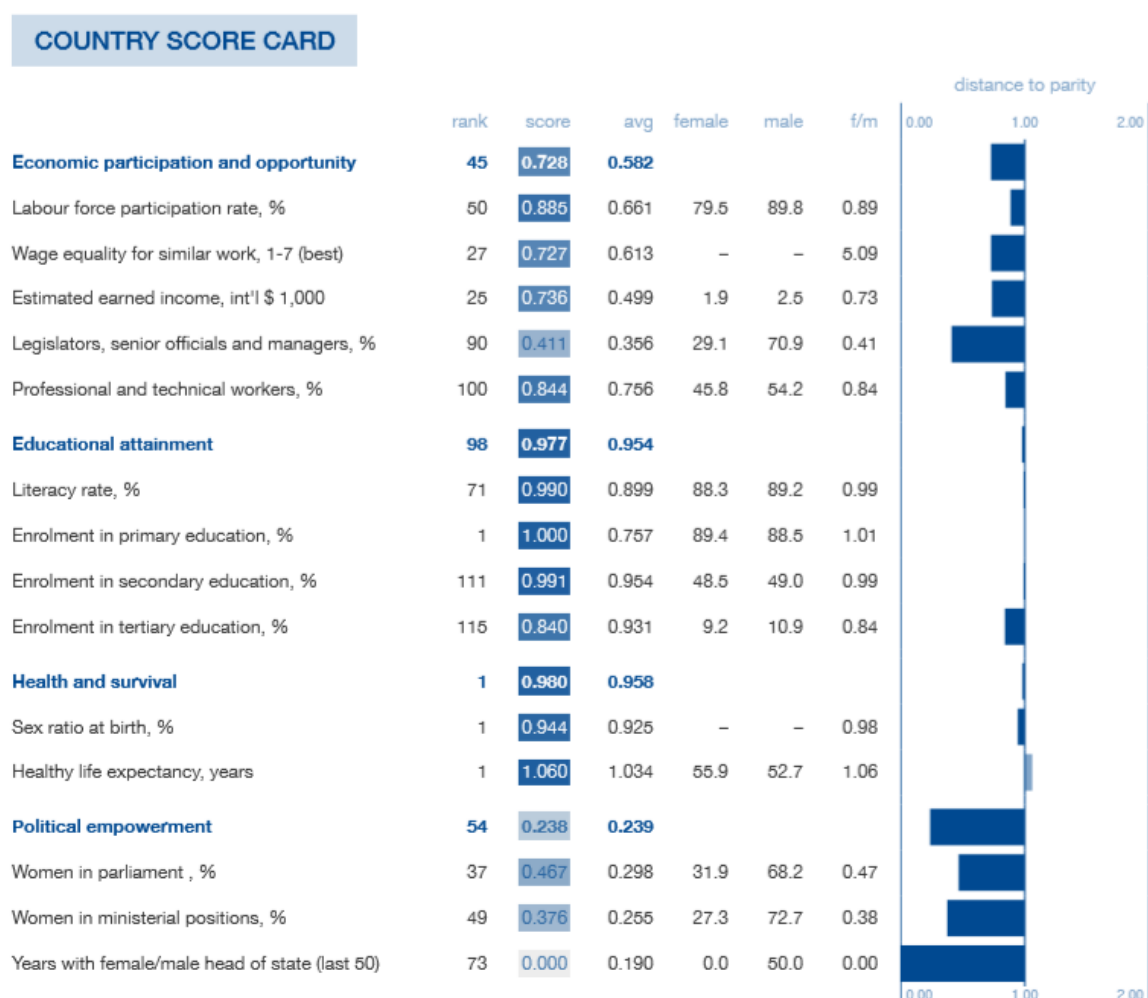 COUNTRY SCORE CARD
distance to parity
rank score avg female male f/m 0.00 1.00 2.00
Economic participation and opportunity 45 0.728 0.582
Labour force participation rate, % 50 0.885 0.661 79.5 89.8 0.89
Wage equality for similar work, 1-7 (best) 27 0.727 0.613 – – 5.09
Estimated earned income, int'l $ 1,000 25 0.736 0.499 1.9 2.5 0.73
Legislators, senior officials and managers, % 90 0.411 0.356 29.1 70.9 0.41
Professional and technical workers, % 100 0.844 0.756 45.8 54.2 0.84
Educational attainment 98 0.977 0.954
Literacy rate, % 71 0.990 0.899 88.3 89.2 0.99
Enrolment in primary education, % 1 1.000 0.757 89.4 88.5 1.01
Enrolment in secondary education, % 111 0.991 0.954 48.5 49.0 0.99
Enrolment in tertiary education, % 115 0.840 0.931 9.2 10.9 0.84
Health and survival 1 0.980 0.958
Sex ratio at birth, % 1 0.944 0.925 – – 0.98
Healthy life expectancy, years 1 1.060 1.034 55.9 52.7 1.06
Political empowerment 54 0.238 0.239
Women in parliament , % 37 0.467 0.298 31.9 68.2 0.47
Women in ministerial positions, % 49 0.376 0.255 27.3 72.7 0.38
Years with female/male head of state (last 50) 73 0.000 0.190 0.0 50.0 0.00
0.00 1.00 2.00